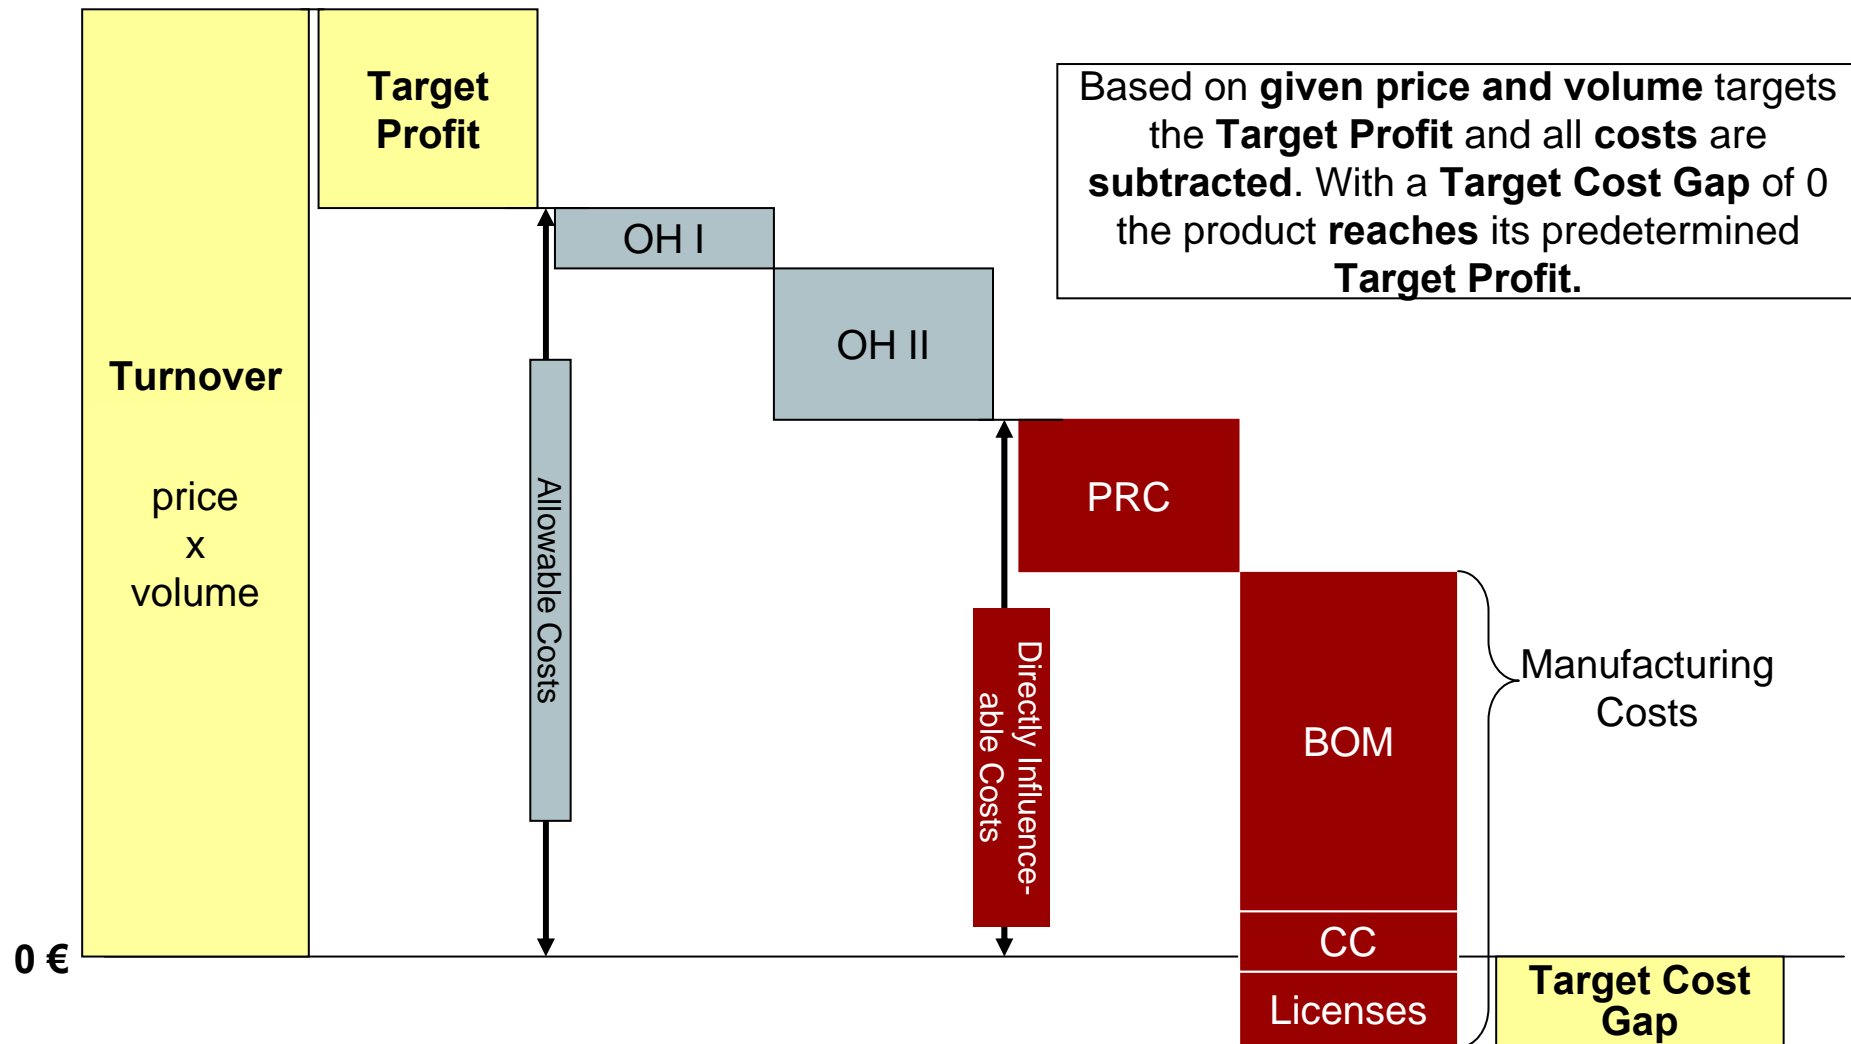 Target
Profit
Based on given price and volume targets
the Target Profit and all costs are
subtracted. With a Target Cost Gap of 0
the product reaches its predetermined
Target Profit.
OH I
OH II
Turnover
price
x
volume
Allowable Costs
PRC
Directly Influence-
able Costs
Manufacturing
Costs
BOM
CC
0 €
Licenses
Target Cost
Gap